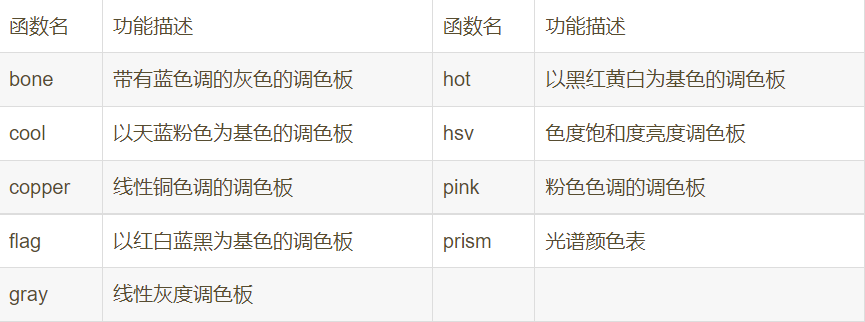 函数名 功能描述 函数名 功能描述
bone 带有蓝色调的灰色的调色板 hot 以黑红黄白为基色的调色板
cool 以天蓝粉色为基色的调色板 hsv 色度饱和度亮度调色板
copper 线性铜色调的调色板 pink 粉色色调的调色板
flag 以红白蓝黑为基色的调色板 prism 光谱颜色表
gray 线性灰度调色板